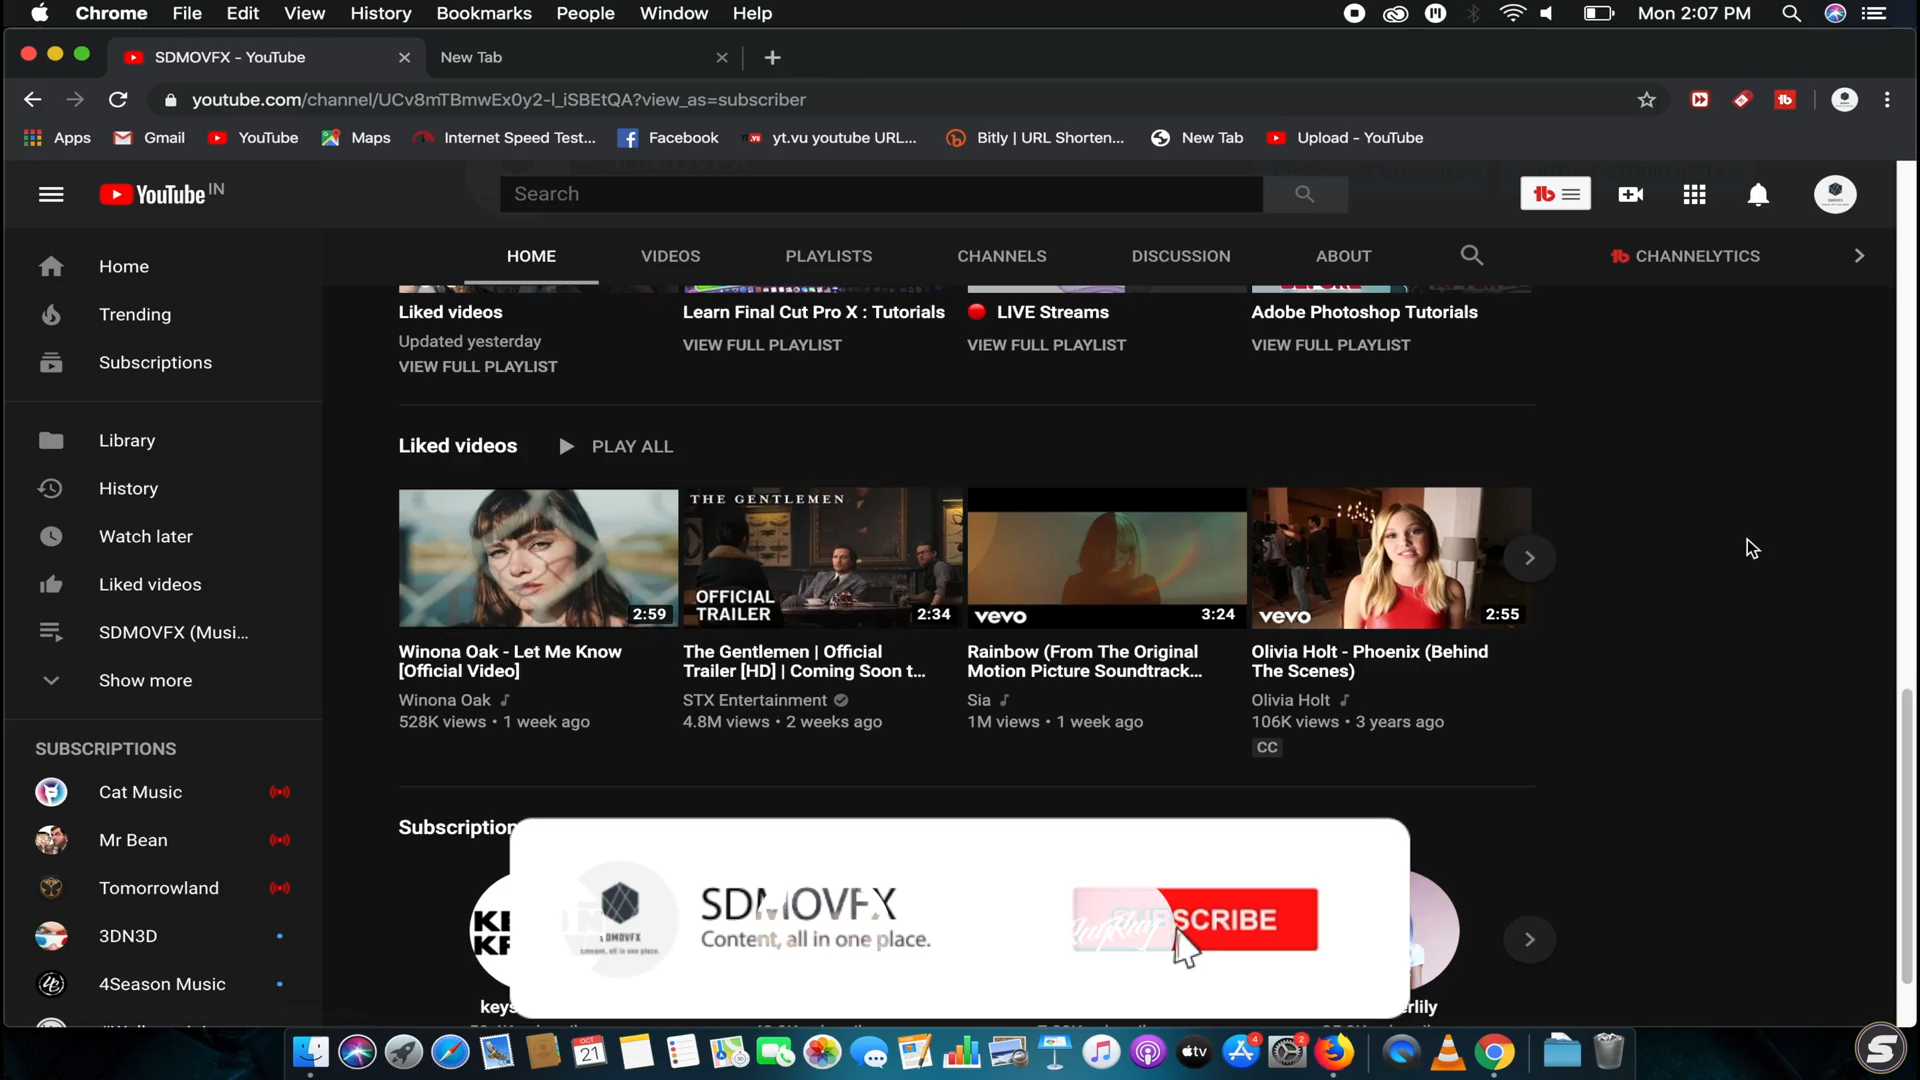 Chrome File Edit View History Bookmarks People Window Help Mon 2:07 PM
SDMOVFX - YouTube New Tab
youtube.com/channel/UCv8mTBmwEx0y2-l_iSBEtQA?view_as=subscriber
Apps Gmail YouTube Maps Internet Speed Test... Facebook yt.vu youtube URL... Bitly | URL Shorten... New Tab Upload - YouTube
YouTube IN Search
HOME VIDEOS PLAYLISTS CHANNELS DISCUSSION ABOUT CHANNELYTICS
Home
Trending
Subscriptions
Library
History
Watch later
Liked videos
SDMOVFX (Musi...
Show more
SUBSCRIPTIONS
Cat Music
Mr Bean
Tomorrowland
3DN3D
4Season Music
Liked videos Learn Final Cut Pro X : Tutorials LIVE Streams Adobe Photoshop Tutorials
Updated yesterday VIEW FULL PLAYLIST VIEW FULL PLAYLIST VIEW FULL PLAYLIST
VIEW FULL PLAYLIST
Liked videos PLAY ALL
2:59
THE GENTLEMEN
OFFICIAL
TRAILER
2:34
vevo 3:24
vevo 2:55
Winona Oak - Let Me Know
[Official Video]
Winona Oak
528K views • 1 week ago
The Gentlemen | Official
Trailer [HD] | Coming Soon t...
STX Entertainment
4.8M views • 2 weeks ago
Rainbow (From The Original
Motion Picture Soundtrack...
Sia
1M views • 1 week ago
Olivia Holt - Phoenix (Behind
The Scenes)
Olivia Holt
106K views • 3 years ago
CC
Subscription
SDMOVFX
Content, all in one place.
SUBSCRIBE
keys
rlily
OCT
21
tv
4
2